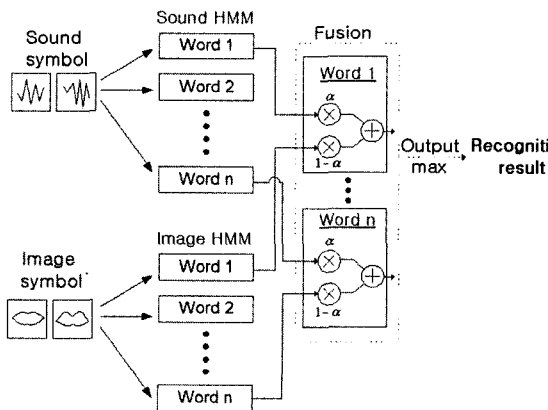 Sound HMM
Sound
symbol
Word 1
Word 2
Word n
Image HMM
Image
symbol
Word 1
Word 2
Word n
Fusion
Word 1
α
1-α
Word n
α
1-α
Output
max
Recogniti
result